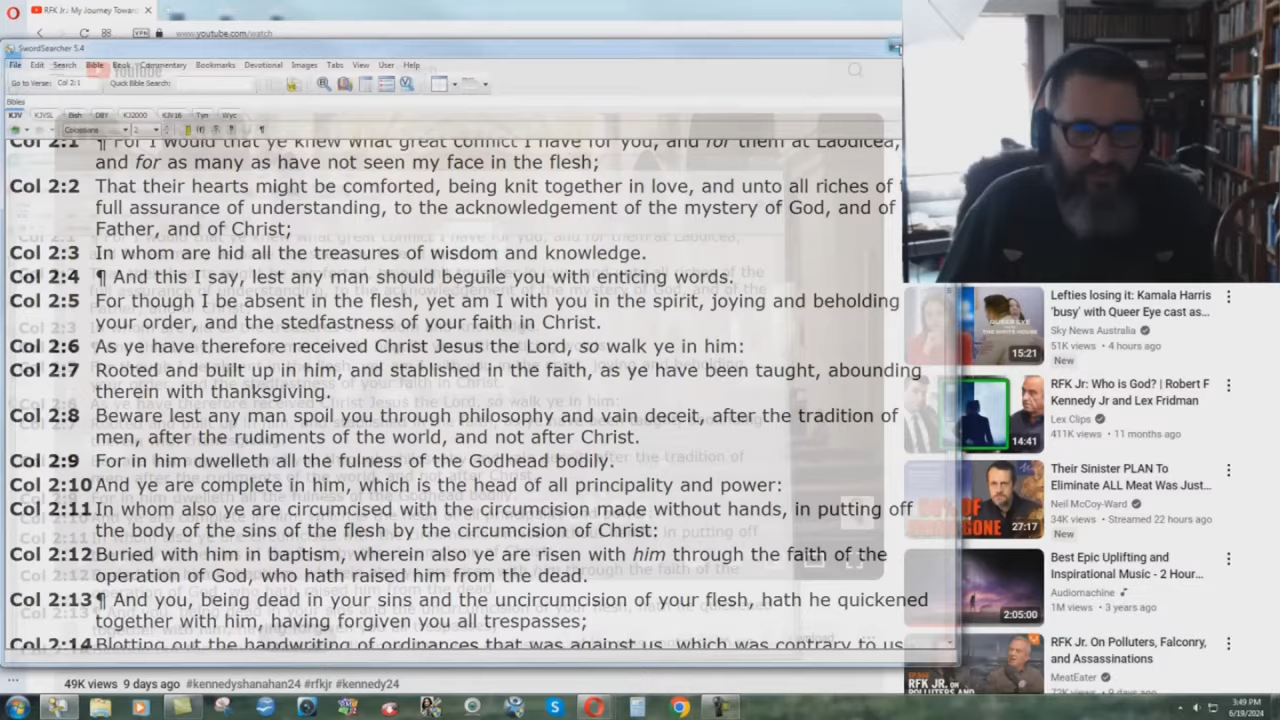 RFK Jr.: My Journey Towar
VPN
www.youtube.com/watch
SwordSearcher 5.4
File Edit Search Bible Book Commentary Bookmarks Devotional Images Tabs View User Help
Go to Verse: Col 2:1 Quick Bible Search:
Bibles
KJV KJVSL Bish DBY KJ2000 KJV16 Tyn Wyc
Colossians 2
Col 2:1 ¶ For I would that ye knew what great conflict I have for you, and for them at Laodicea,
and for as many as have not seen my face in the flesh;
Col 2:2 That their hearts might be comforted, being knit together in love, and unto all riches of
full assurance of understanding, to the acknowledgement of the mystery of God, and of
Father, and of Christ;
Col 2:3 In whom are hid all the treasures of wisdom and knowledge.
Col 2:4 ¶ And this I say, lest any man should beguile you with enticing words.
Col 2:5 For though I be absent in the flesh, yet am I with you in the spirit, joying and beholding
your order, and the stedfastness of your faith in Christ.
Col 2:6 As ye have therefore received Christ Jesus the Lord, so walk ye in him:
Col 2:7 Rooted and built up in him, and stablished in the faith, as ye have been taught, abounding
therein with thanksgiving.
Col 2:8 Beware lest any man spoil you through philosophy and vain deceit, after the tradition of
men, after the rudiments of the world, and not after Christ.
Col 2:9 For in him dwelleth all the fulness of the Godhead bodily.
Col 2:10 And ye are complete in him, which is the head of all principality and power:
Col 2:11 In whom also ye are circumcised with the circumcision made without hands, in putting off
the body of the sins of the flesh by the circumcision of Christ:
Col 2:12 Buried with him in baptism, wherein also ye are risen with him through the faith of the
operation of God, who hath raised him from the dead.
Col 2:13 ¶ And you, being dead in your sins and the uncircumcision of your flesh, hath he quickened
together with him, having forgiven you all trespasses;
Col 2:14 Blotting out the handwriting of ordinances that was against us, which was contrary to us
Lefties losing it: Kamala Harris
'busy' with Queer Eye cast as...
Sky News Australia
51K views • 4 hours ago
New
15:21
RFK Jr: Who is God? | Robert F
Kennedy Jr and Lex Fridman
Lex Clips
411K views • 11 months ago
14:41
Their Sinister PLAN To
Eliminate ALL Meat Was Just...
Neil McCoy-Ward
34K views • Streamed 22 hours ago
New
27:17
Best Epic Uplifting and
Inspirational Music - 2 Hour...
Audiomachine
1M views • 3 years ago
2:05:00
RFK Jr. On Polluters, Falconry,
and Assassinations
MeatEater
RFK JR. ON
49K views 9 days ago #kennedyshanahan24 #rfkjr #kennedy24
3:49 PM
6/19/2024